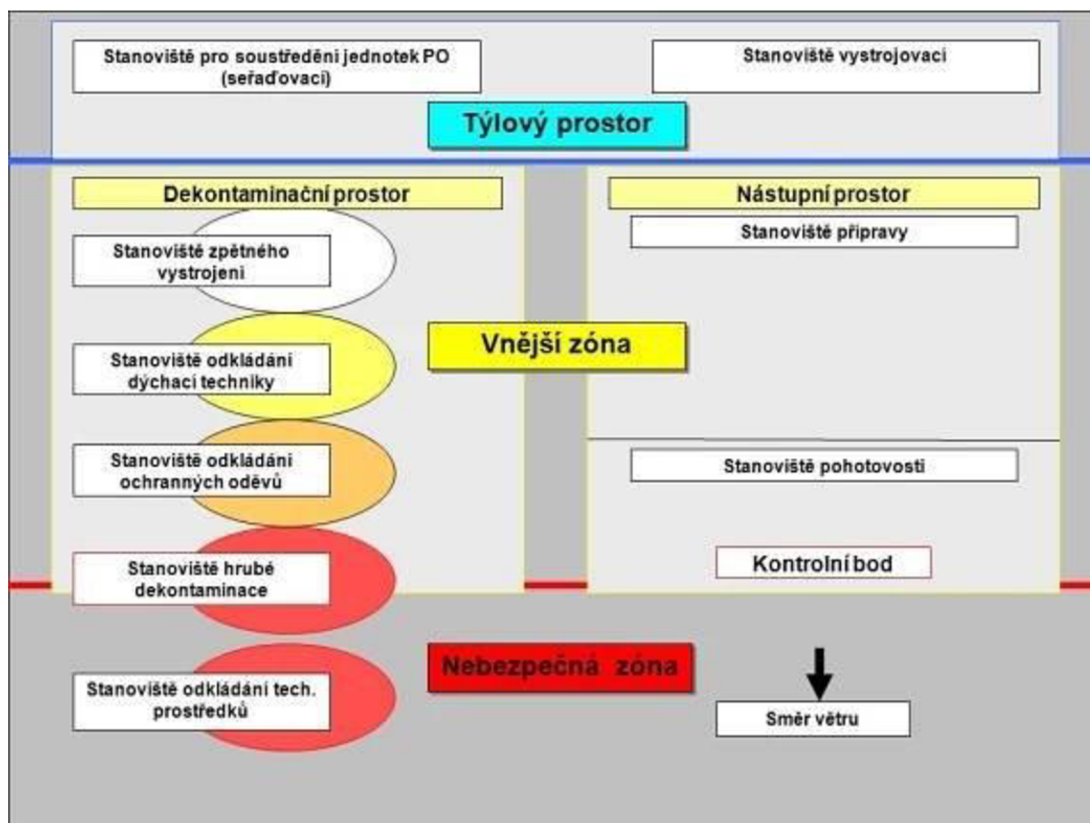 Stanoviště pro soustředění jednotek PO
(seřaďovací)
Stanoviště vystrojovací
Týlový prostor
Dekontaminační prostor
Nástupní prostor
Stanoviště zpětného
vystrojení
Stanoviště přípravy
Vnější zóna
Stanoviště odkládání
dýchací techniky
Stanoviště odkládání
ochranných oděvů
Stanoviště pohotovosti
Stanoviště hrubé
dekontaminace
Kontrolní bod
Nebezpečná zóna
Stanoviště odkládání tech.
prostředků
Směr větru